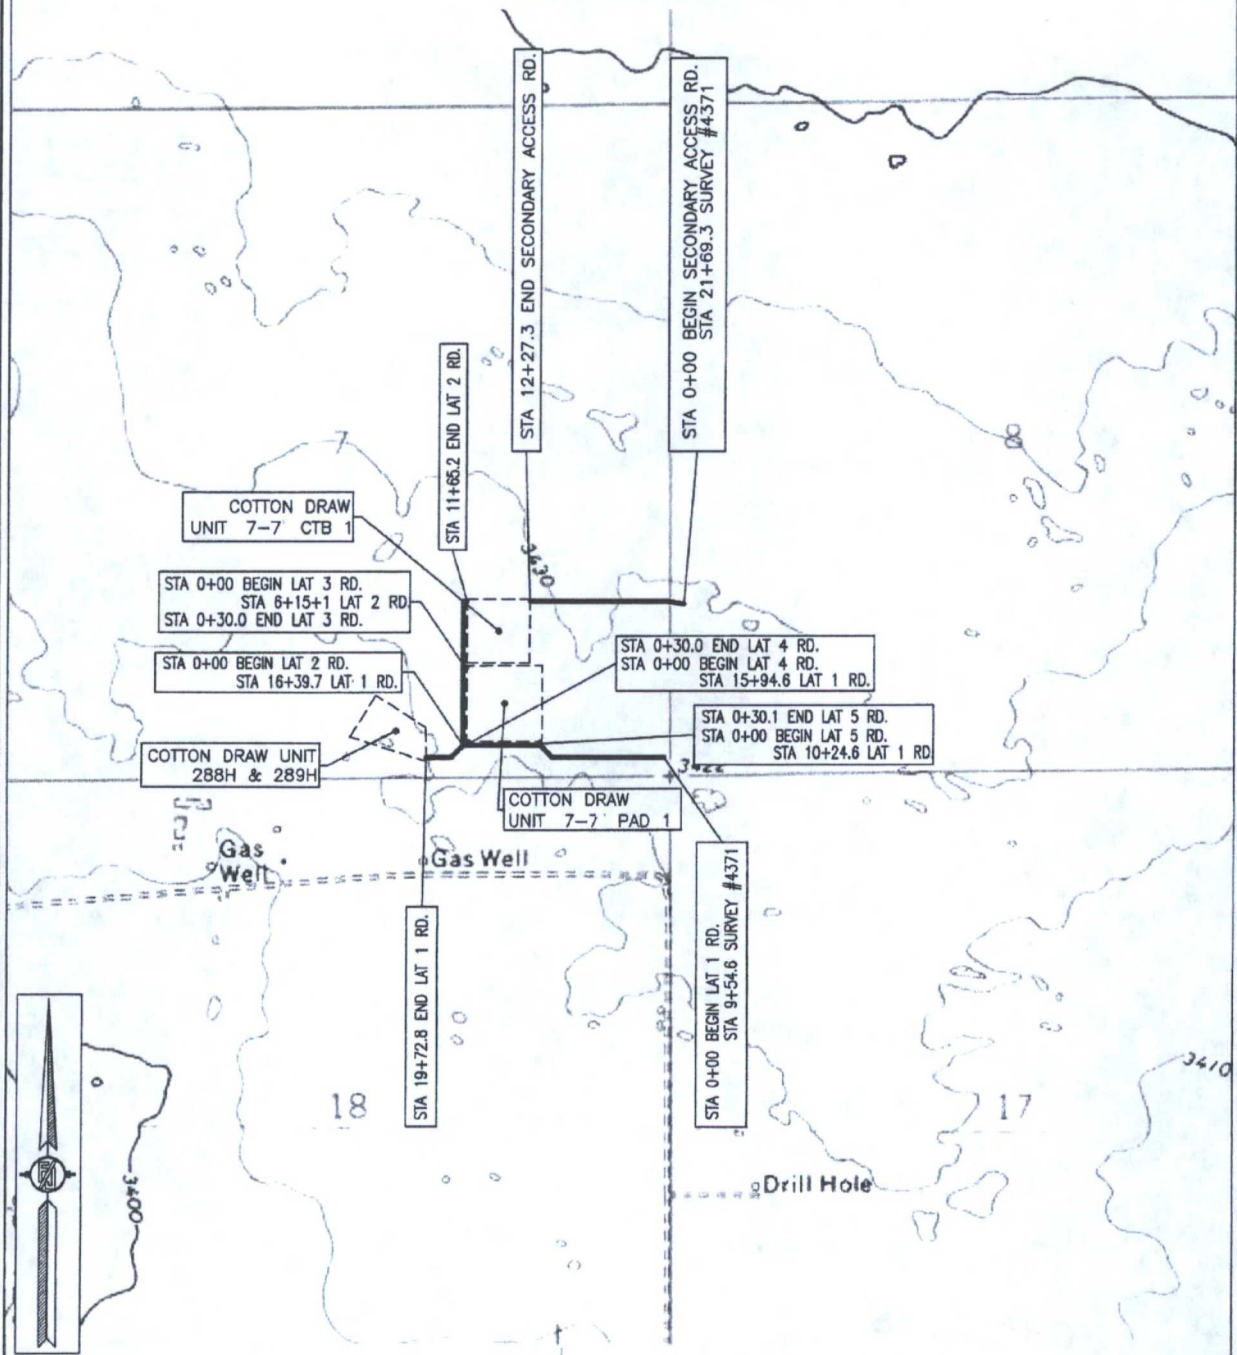 STA 12+27.3 END SECONDARY ACCESS RD.
STA 0+00 BEGIN SECONDARY ACCESS RD.
STA 21+69.3 SURVEY #4371
STA 11+65.2 END LAT 2 RD.
7
COTTON DRAW
UNIT 7-7 CTB 1
3430
STA 0+00 BEGIN LAT 3 RD.
STA 6+15+1 LAT 2 RD.
STA 0+30.0 END LAT 3 RD.
STA 0+30.0 END LAT 4 RD.
STA 0+00 BEGIN LAT 4 RD.
STA 15+94.6 LAT 1 RD.
STA 0+00 BEGIN LAT 2 RD.
STA 16+39.7 LAT 1 RD.
STA 0+30.1 END LAT 5 RD.
STA 0+00 BEGIN LAT 5 RD.
STA 10+24.6 LAT 1 RD
COTTON DRAW UNIT
288H & 289H
3422
COTTON DRAW
UNIT 7-7 PAD 1
Gas
Well
Gas Well
STA 19+72.8 END LAT 1 RD.
STA 0+00 BEGIN LAT 1 RD.
STA 9+54.6 SURVEY #4371
3410
18
17
3400
Drill Hole